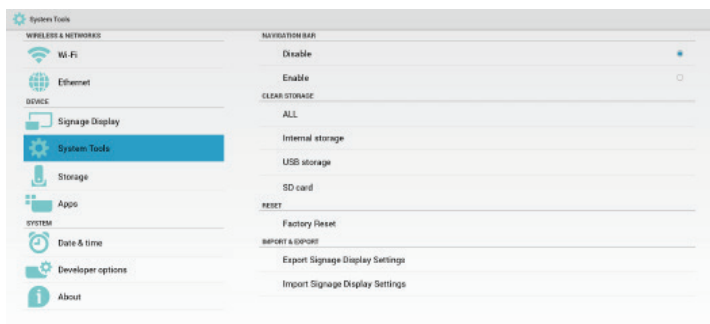 System Tools
WIRELESS & NETWORKS
Wi-Fi
Ethernet
DEVICE
Signage Display
System Tools
Storage
Apps
SYSTEM
Date & time
Developer options
About
NAVIGATION BAR
Disable
Enable
CLEAR STORAGE
ALL
Internal storage
USB storage
SD card
RESET
Factory Reset
IMPORT & EXPORT
Export Signage Display Settings
Import Signage Display Settings